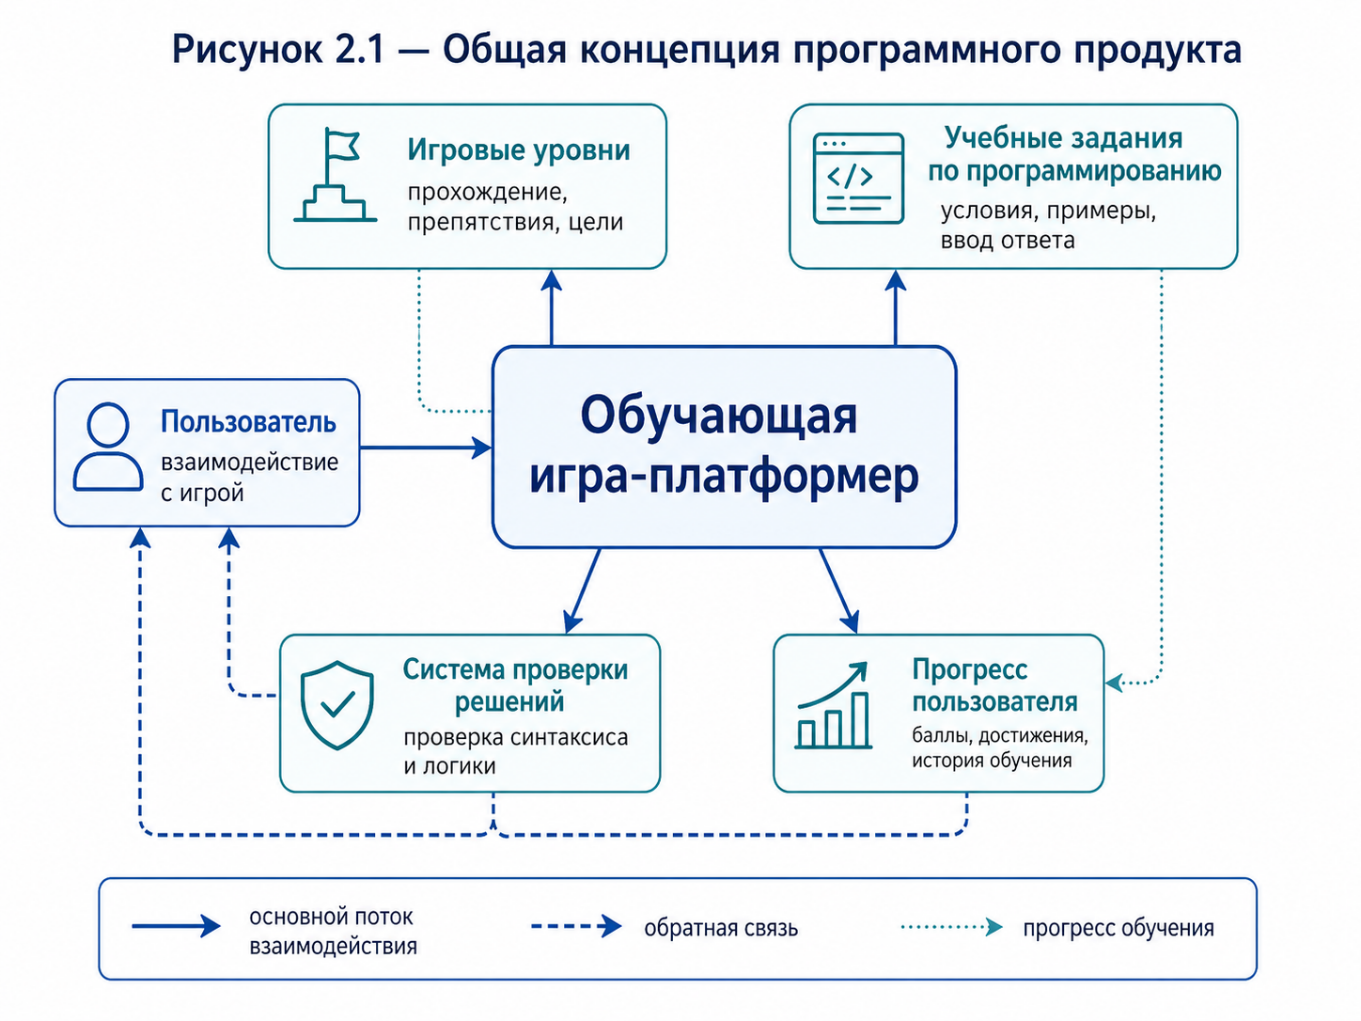 Рисунок 2.1 — Общая концепция программного продукта
Игровые уровни
прохождение,
препятствия, цели
Учебные задания
по программированию
условия, примеры,
ввод ответа
Пользователь
взаимодействие
с игрой
Обучающая
игра-платформер
Система проверки
решений
проверка синтаксиса
и логики
Прогресс
пользователя
баллы, достижения,
история обучения
основной поток
взаимодействия
обратная связь
прогресс обучения